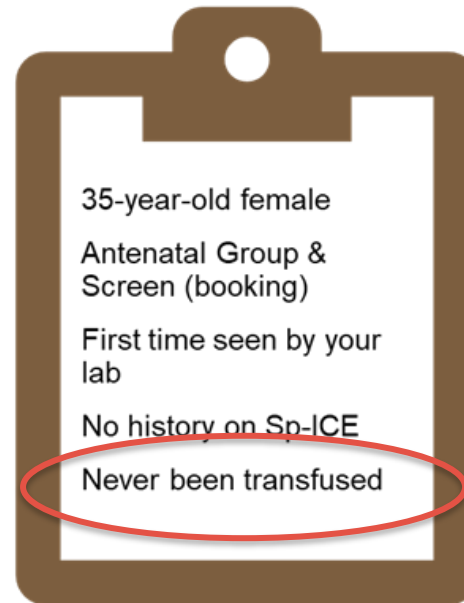 35-year-old female
Antenatal Group &
Screen (booking)
First time seen by your
lab
No history on Sp-ICE
Never been transfused